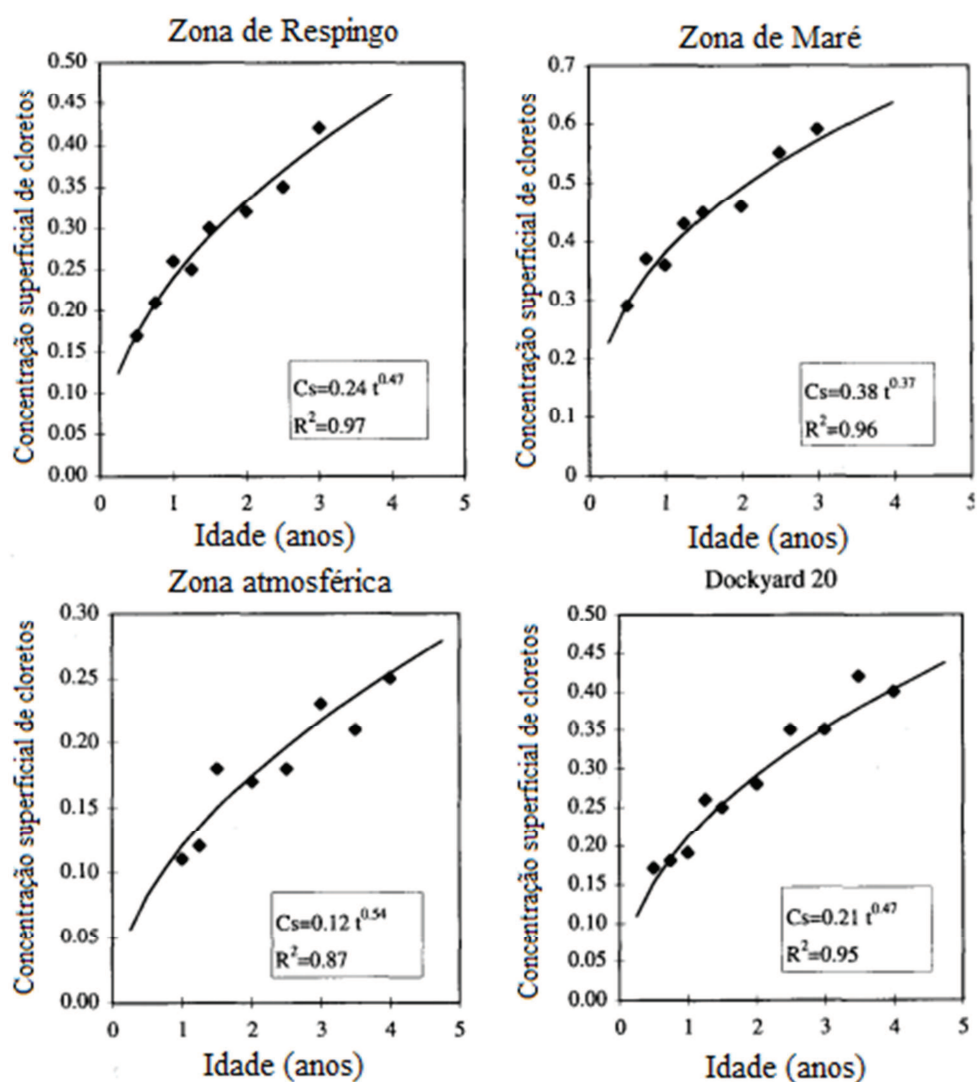 Zona de Respingo
Concentração superficial de cloretos
0.50
0.45
0.40
0.35
0.30
0.25
0.20
0.15
0.10
0.05
0.00
Cs=0.24 t^0.47
R²=0.97
0 1 2 3 4 5
Idade (anos)
Zona de Maré
Concentração superficial de cloretos
0.7
0.6
0.5
0.4
0.3
0.2
0.1
0
Cs=0.38 t^0.37
R²=0.96
0 1 2 3 4 5
Idade (anos)
Zona atmosférica
Concentração superficial de cloretos
0.30
0.25
0.20
0.15
0.10
0.05
0.00
Cs=0.12 t^0.54
R²=0.87
0 1 2 3 4 5
Idade (anos)
Dockyard 20
Concentração superficial de cloretos
0.50
0.45
0.40
0.35
0.30
0.25
0.20
0.15
0.10
0.05
0.00
Cs=0.21 t^0.47
R²=0.95
0 1 2 3 4 5
Idade (anos)